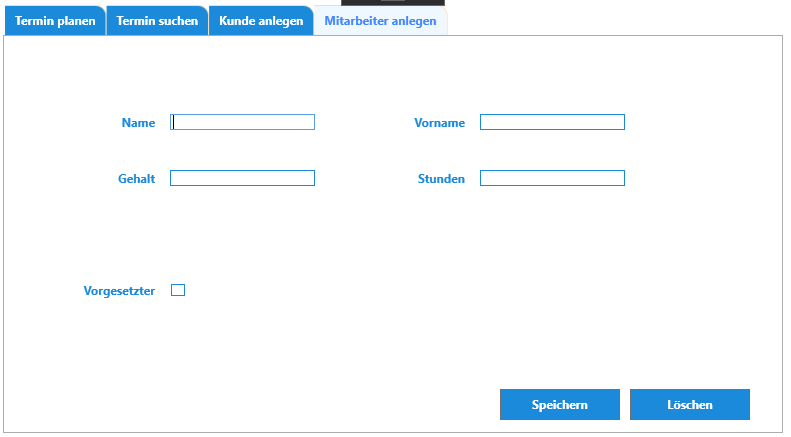 Termin planen Termin suchen Kunde anlegen Mitarbeiter anlegen
Name Vorname
Gehalt Stunden
Vorgesetzter
Speichern Löschen